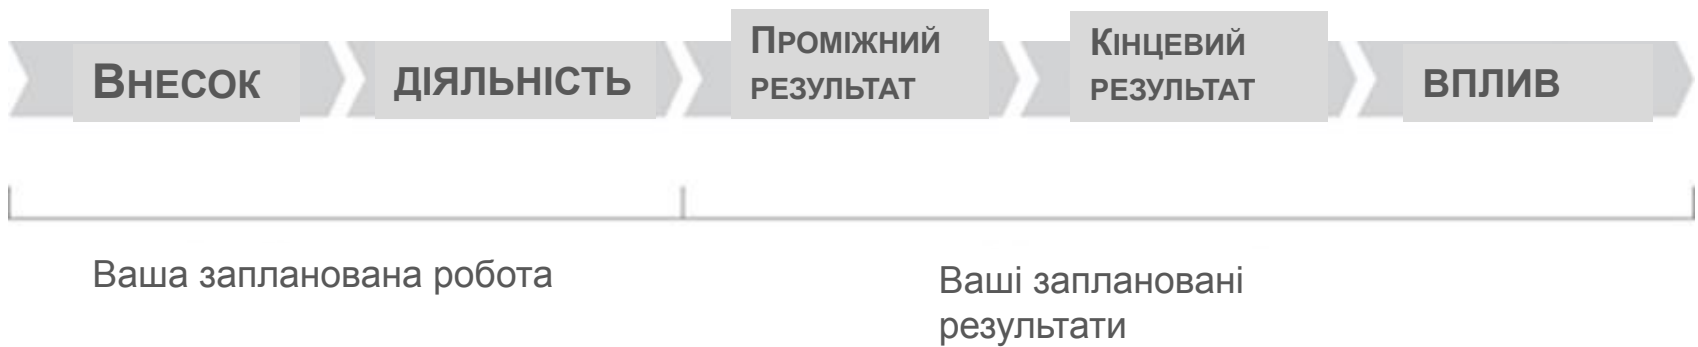 Внесок
діяльність
Проміжний
результат
Кінцевий
результат
вплив
Ваша запланована робота
Ваші заплановані
результати